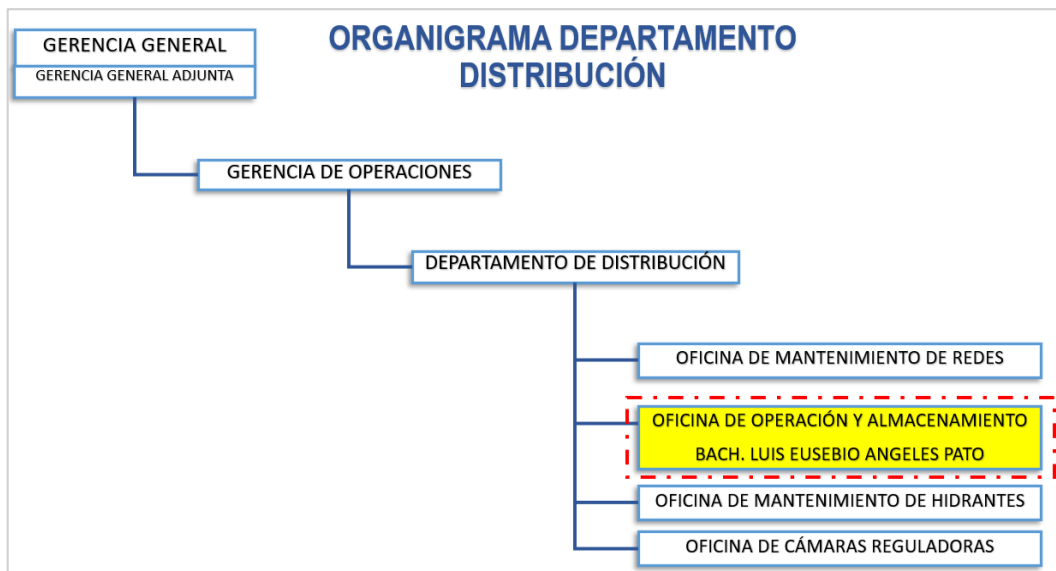 GERENCIA GENERAL
GERENCIA GENERAL ADJUNTA
ORGANIGRAMA DEPARTAMENTO
DISTRIBUCIÓN
GERENCIA DE OPERACIONES
DEPARTAMENTO DE DISTRIBUCIÓN
OFICINA DE MANTENIMIENTO DE REDES
OFICINA DE OPERACIÓN Y ALMACENAMIENTO
BACH. LUIS EUSEBIO ANGELES PATO
OFICINA DE MANTENIMIENTO DE HIDRANTES
OFICINA DE CÁMARAS REGULADORAS